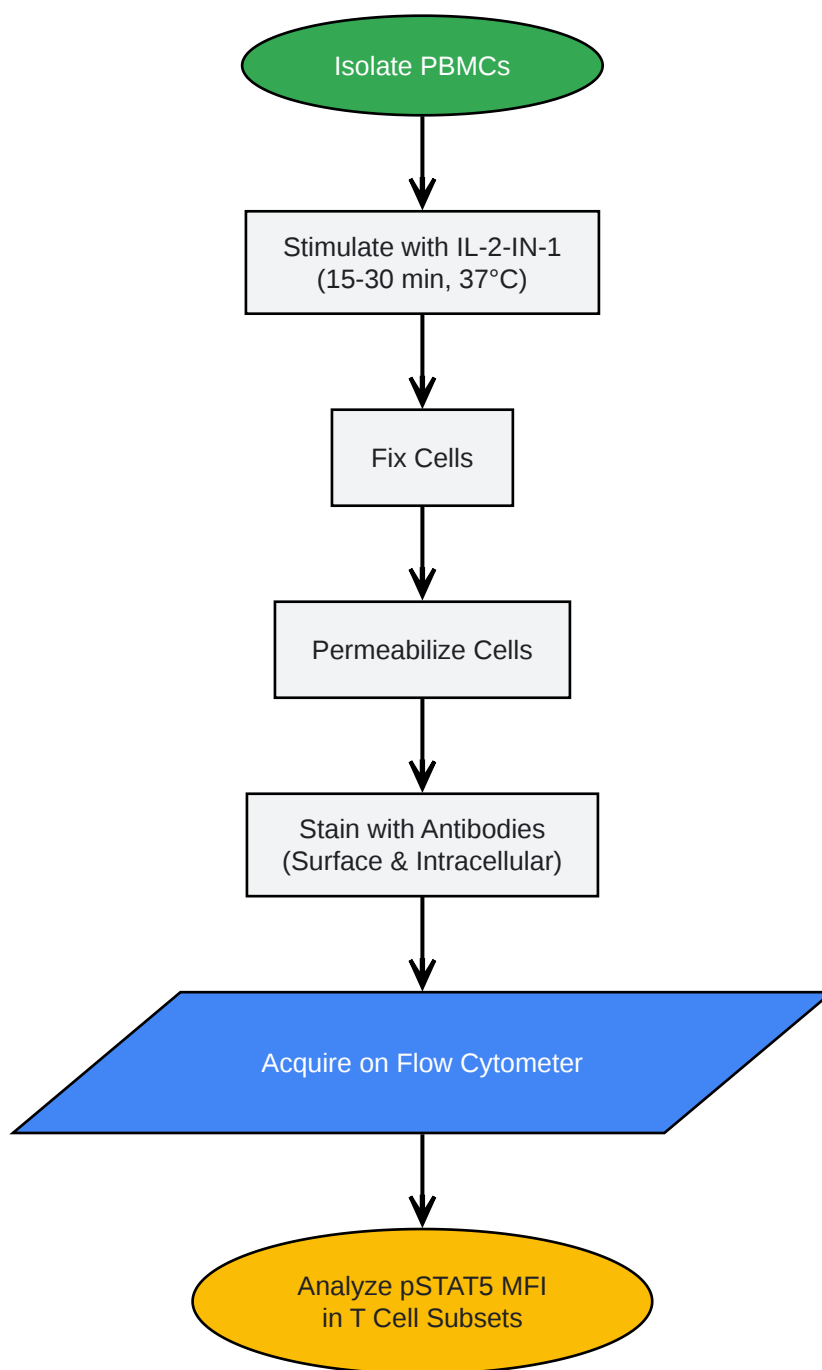 Isolate PBMCs
Stimulate with IL-2-IN-1
(15-30 min, 37°C)
Fix Cells
Permeabilize Cells
Stain with Antibodies
(Surface & Intracellular)
Acquire on Flow Cytometer
Analyze pSTAT5 MFI
in T Cell Subsets